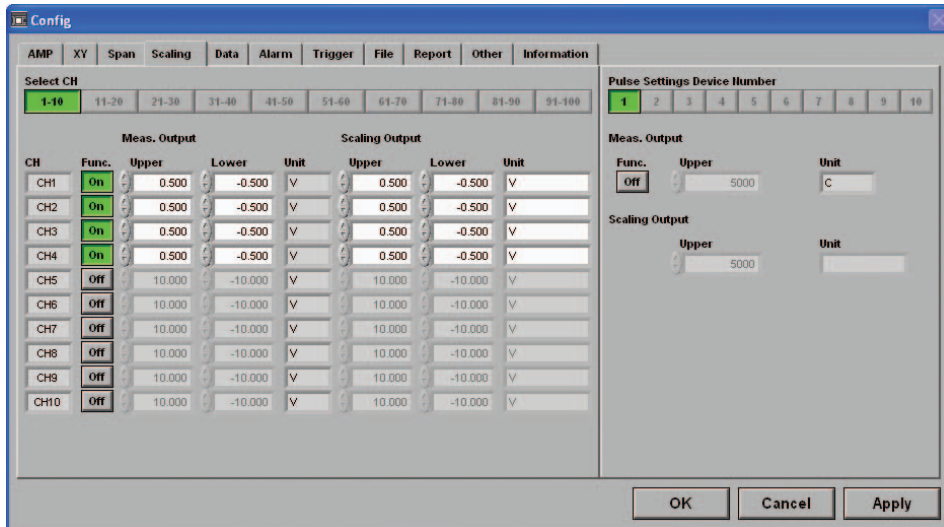 Config
AMP XY Span Scaling Data Alarm Trigger File Report Other Information
Select CH
1-10 11-20 21-30 31-40 41-50 51-60 61-70 71-80 81-90 91-100
Meas. Output Scaling Output
CH Func. Upper Lower Unit Upper Lower Unit
CH1 On 0.500 -0.500 V 0.500 -0.500 V
CH2 On 0.500 -0.500 V 0.500 -0.500 V
CH3 On 0.500 -0.500 V 0.500 -0.500 V
CH4 On 0.500 -0.500 V 0.500 -0.500 V
CH5 Off 10.000 -10.000 V 10.000 -10.000 V
CH6 Off 10.000 -10.000 V 10.000 -10.000 V
CH7 Off 10.000 -10.000 V 10.000 -10.000 V
CH8 Off 10.000 -10.000 V 10.000 -10.000 V
CH9 Off 10.000 -10.000 V 10.000 -10.000 V
CH10 Off 10.000 -10.000 V 10.000 -10.000 V
Pulse Settings Device Number
1 2 3 4 5 6 7 8 9 10
Meas. Output
Func. Upper Unit
Off 5000 C
Scaling Output
Upper Unit
5000
OK Cancel Apply